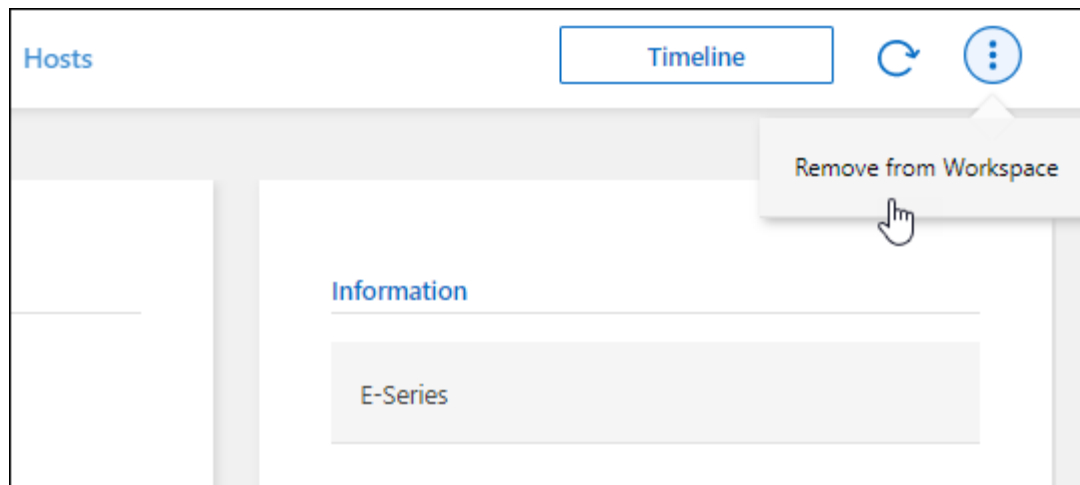 Hosts
Timeline
Remove from Workspace
Information
E-Series